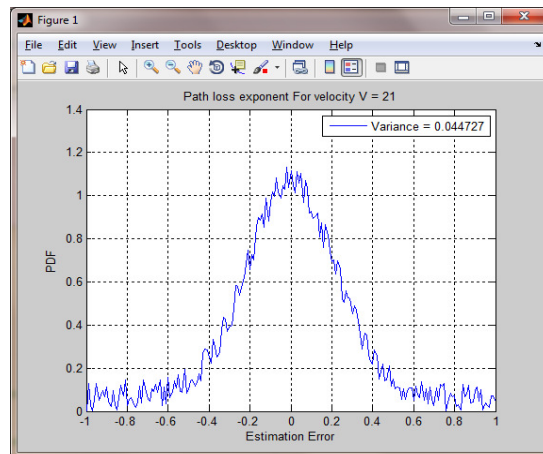 Figure 1
File Edit View Insert Tools Desktop Window Help
Path loss exponent For velocity V = 21
Variance = 0.044727
1.4
1.2
1
0.8
0.6
0.4
0.2
0
PDF
-1 -0.8 -0.6 -0.4 -0.2 0 0.2 0.4 0.6 0.8 1
Estimation Error